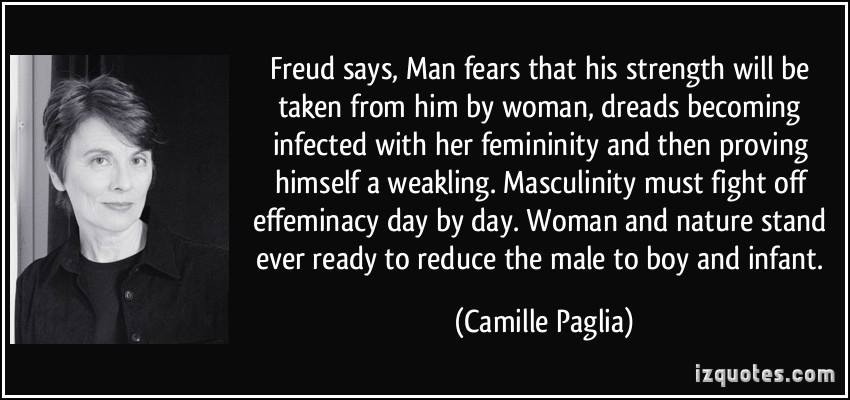 Freud says, Man fears that his strength will be
taken from him by woman, dreads becoming
infected with her femininity and then proving
himself a weakling. Masculinity must fight off
effeminacy day by day. Woman and nature stand
ever ready to reduce the male to boy and infant.
(Camille Paglia)
izquotes.com